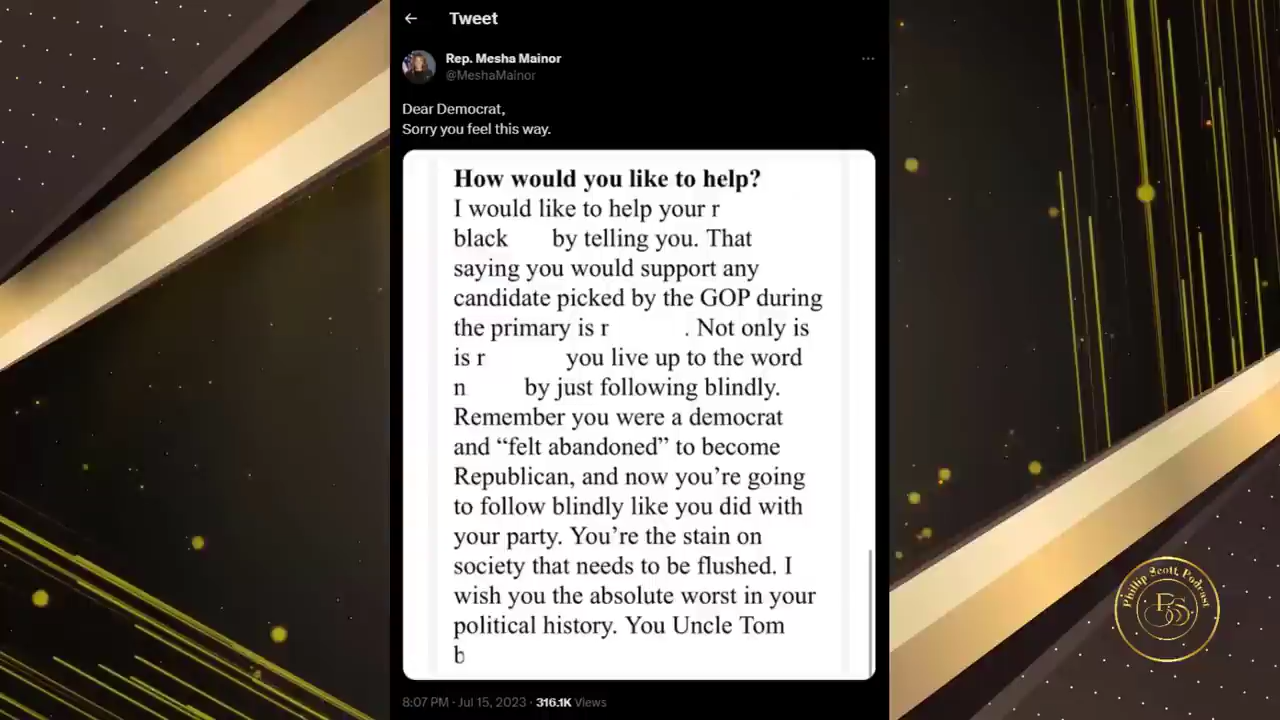 Tweet
Rep. Mesha Mainor
@MeshaMainor
Dear Democrat,
Sorry you feel this way.
How would you like to help?
I would like to help your r
black by telling you. That
saying you would support any
candidate picked by the GOP during
the primary is r . Not only is
is r you live up to the word
n by just following blindly.
Remember you were a democrat
and “felt abandoned” to become
Republican, and now you’re going
to follow blindly like you did with
your party. You’re the stain on
society that needs to be flushed. I
wish you the absolute worst in your
political history. You Uncle Tom
b
8:07 PM · Jul 15, 2023 · 316.1K Views
Phillip Scott Podcast